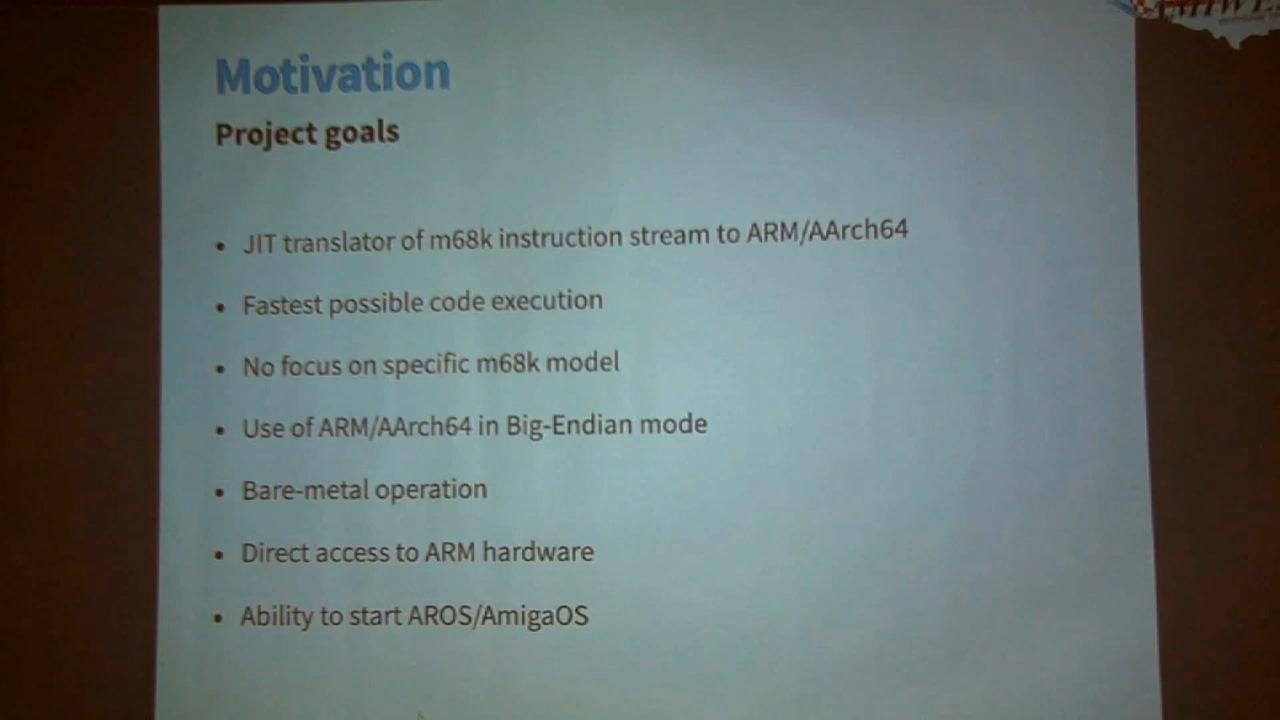 Motivation
Project goals
• JIT translator of m68k instruction stream to ARM/AArch64
• Fastest possible code execution
• No focus on specific m68k model
• Use of ARM/AArch64 in Big-Endian mode
• Bare-metal operation
• Direct access to ARM hardware
• Ability to start AROS/AmigaOS